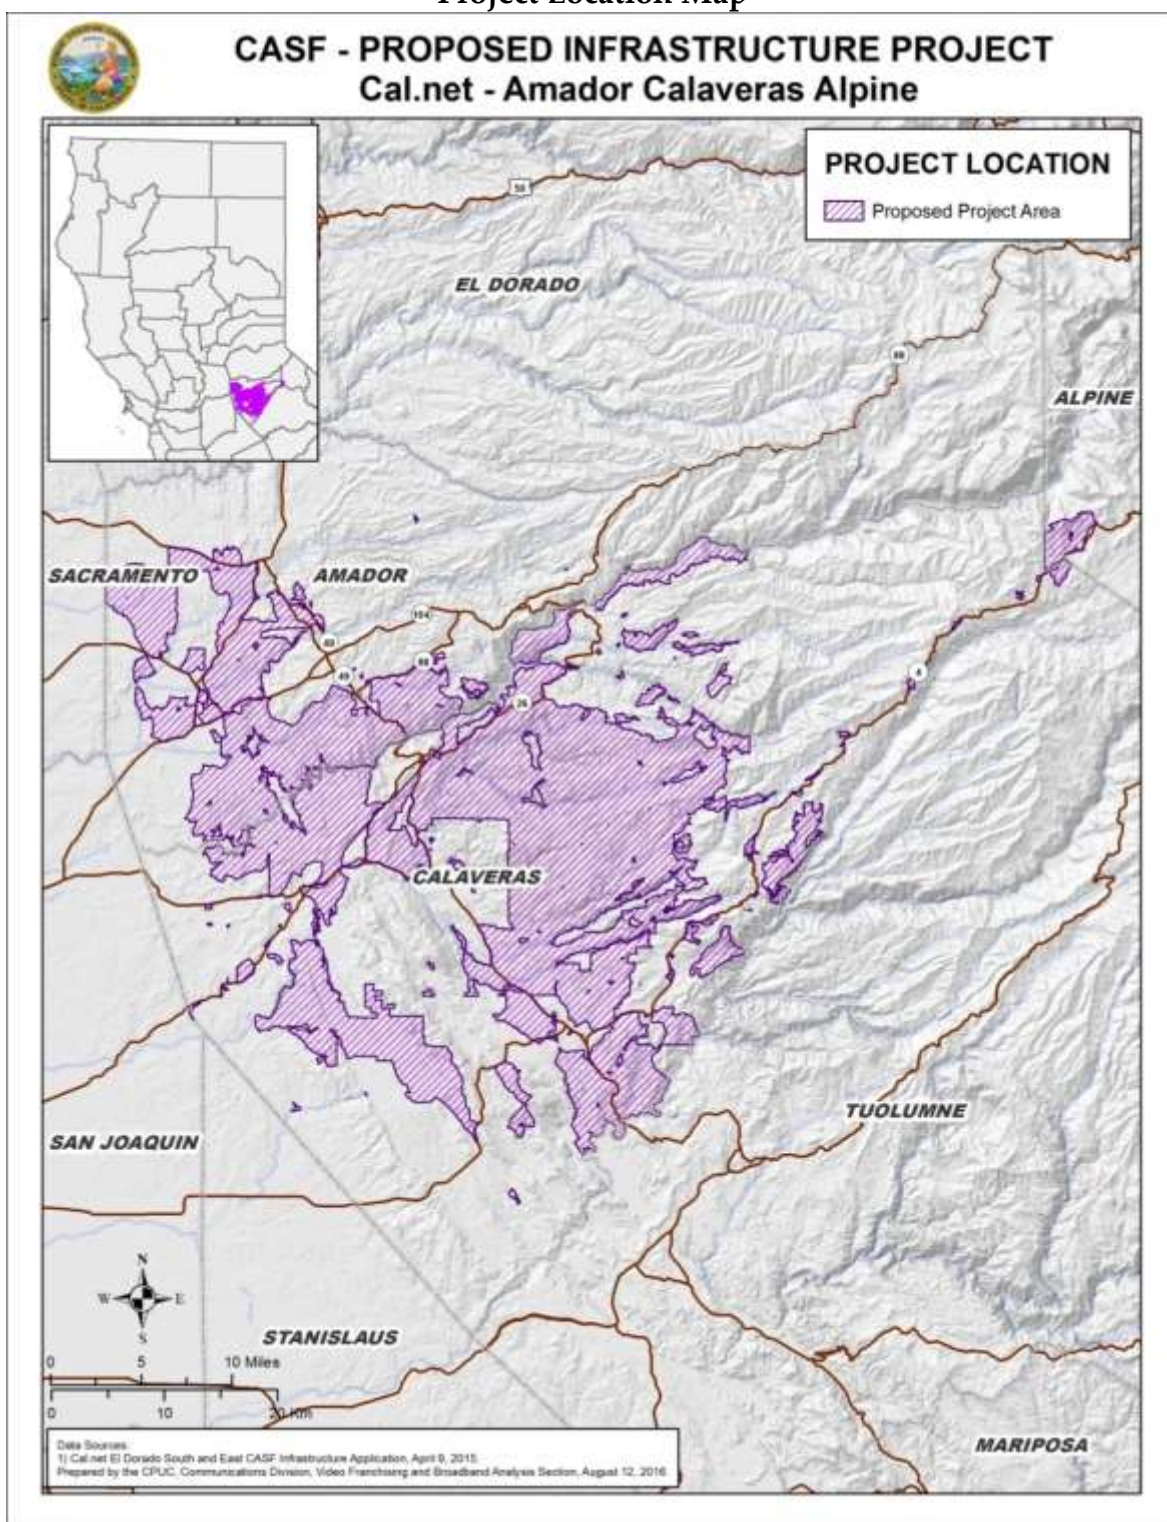 Project Location Map
CASF - PROPOSED INFRASTRUCTURE PROJECT
Cal.net - Amador Calaveras Alpine
PROJECT LOCATION
Proposed Project Area
50
EL DORADO
88
ALPINE
SACRAMENTO
AMADOR
104
49
88
26
4
CALAVERAS
TUOLUMNE
SAN JOAQUIN
N
W E
S
STANISLAUS
0 5 10 Miles
0 10 20 Km
MARIPOSA
Data Sources:
1) Cal.net El Dorado South and East CASF Infrastructure Application, April 9, 2015.
Prepared by the CPUC, Communications Division, Video Franchising and Broadband Analysis Section, August 12, 2016.